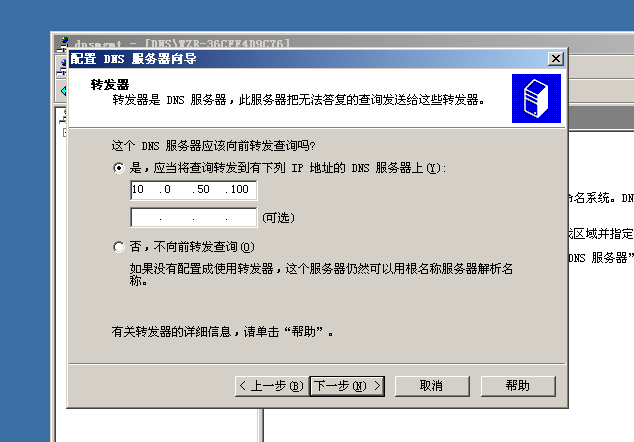 dnsmgmt - [DNS\WZR-36CFF4D9C76]
配置 DNS 服务器向导
转发器
转发器是 DNS 服务器，此服务器把无法答复的查询发送给这些转发器。
这个 DNS 服务器应该向前转发查询吗?
是，应当将查询转发到有下列 IP 地址的 DNS 服务器上(Y):
10 .0 .50 .100
. . . (可选)
否，不向前转发查询(O)
如果没有配置成使用转发器，这个服务器仍然可以用根名称服务器解析名
称。
有关转发器的详细信息，请单击“帮助”。
< 上一步(B)
下一步(N) >
取消
帮助
命名系统。DN
区域并指定
DNS 服务器”